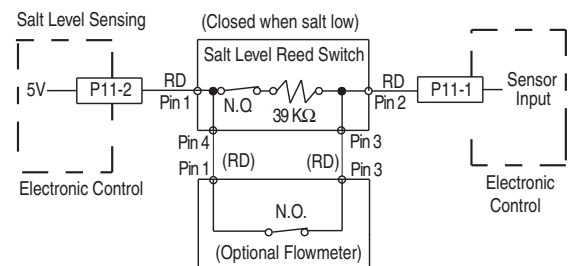 Salt Level Sensing
(Closed when salt low)
Salt Level Reed Switch
5V
P11-2
RD
Pin 1
N.O.
39 KΩ
RD
Pin 2
P11-1
Sensor
Input
Pin 4
Pin 3
Pin 1
(RD)
(RD)
Pin 3
Electronic Control
Electronic
Control
N.O.
(Optional Flowmeter)